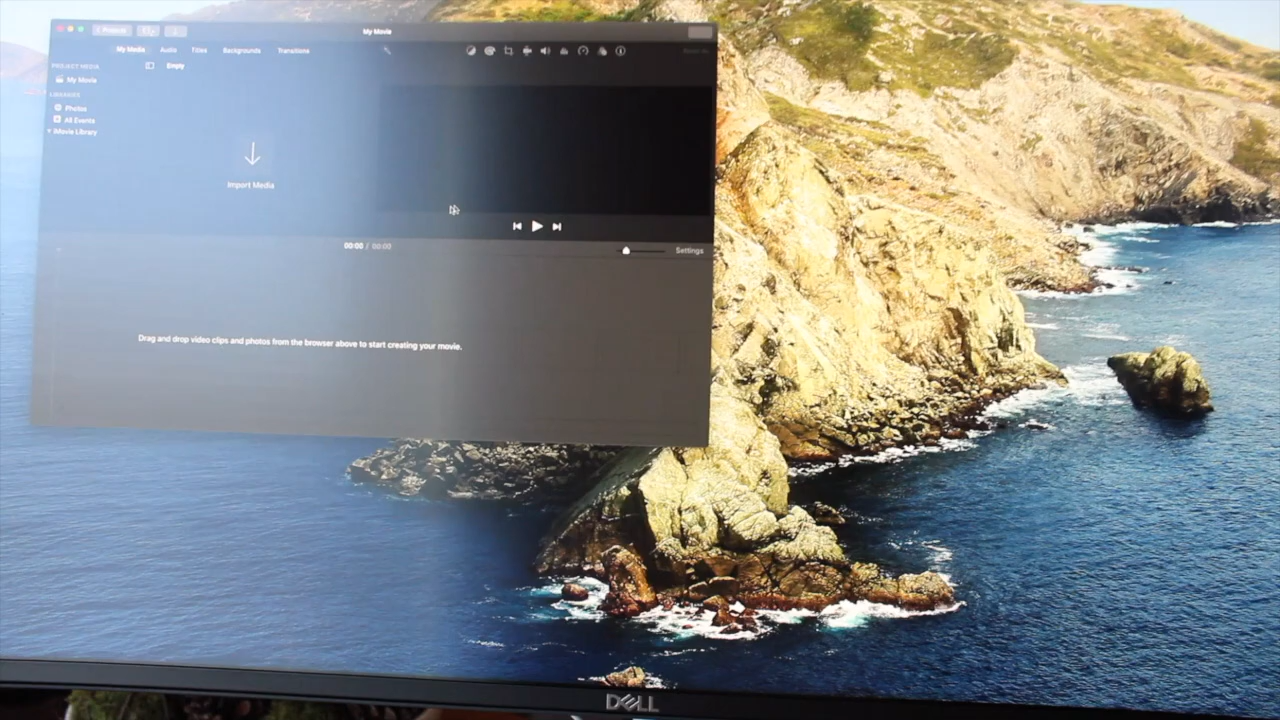 My Movie
Projects
My Media Audio Titles Backgrounds Transitions
PROJECT MEDIA
My Movie
LIBRARIES
Photos
All Events
iMovie Library
Empty
Import Media
00:00 / 00:00
Settings
Drag and drop video clips and photos from the browser above to start creating your movie.
DELL